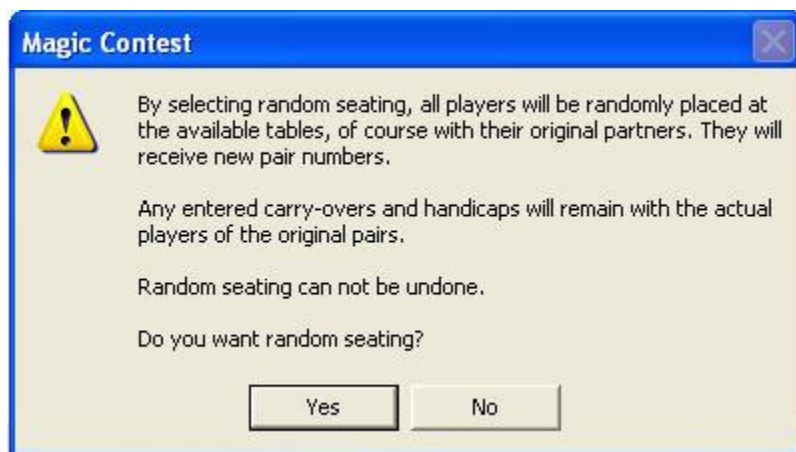 Magic Contest
By selecting random seating, all players will be randomly placed at
the available tables, of course with their original partners. They will
receive new pair numbers.
Any entered carry-overs and handicaps will remain with the actual
players of the original pairs.
Random seating can not be undone.
Do you want random seating?
Yes
No